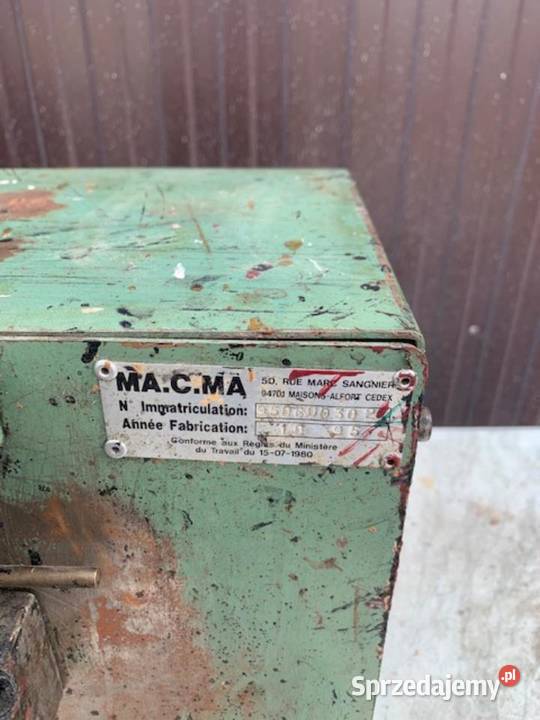 MA.C.MA
50, RUE MARC SANGNIER
94700 MAISONS-ALFORT CEDEX
N Immatriculation:
Année Fabrication:
Conforme aux Règles du Ministère
du Travail du 15-07-1980
Sprzedajemy.pl